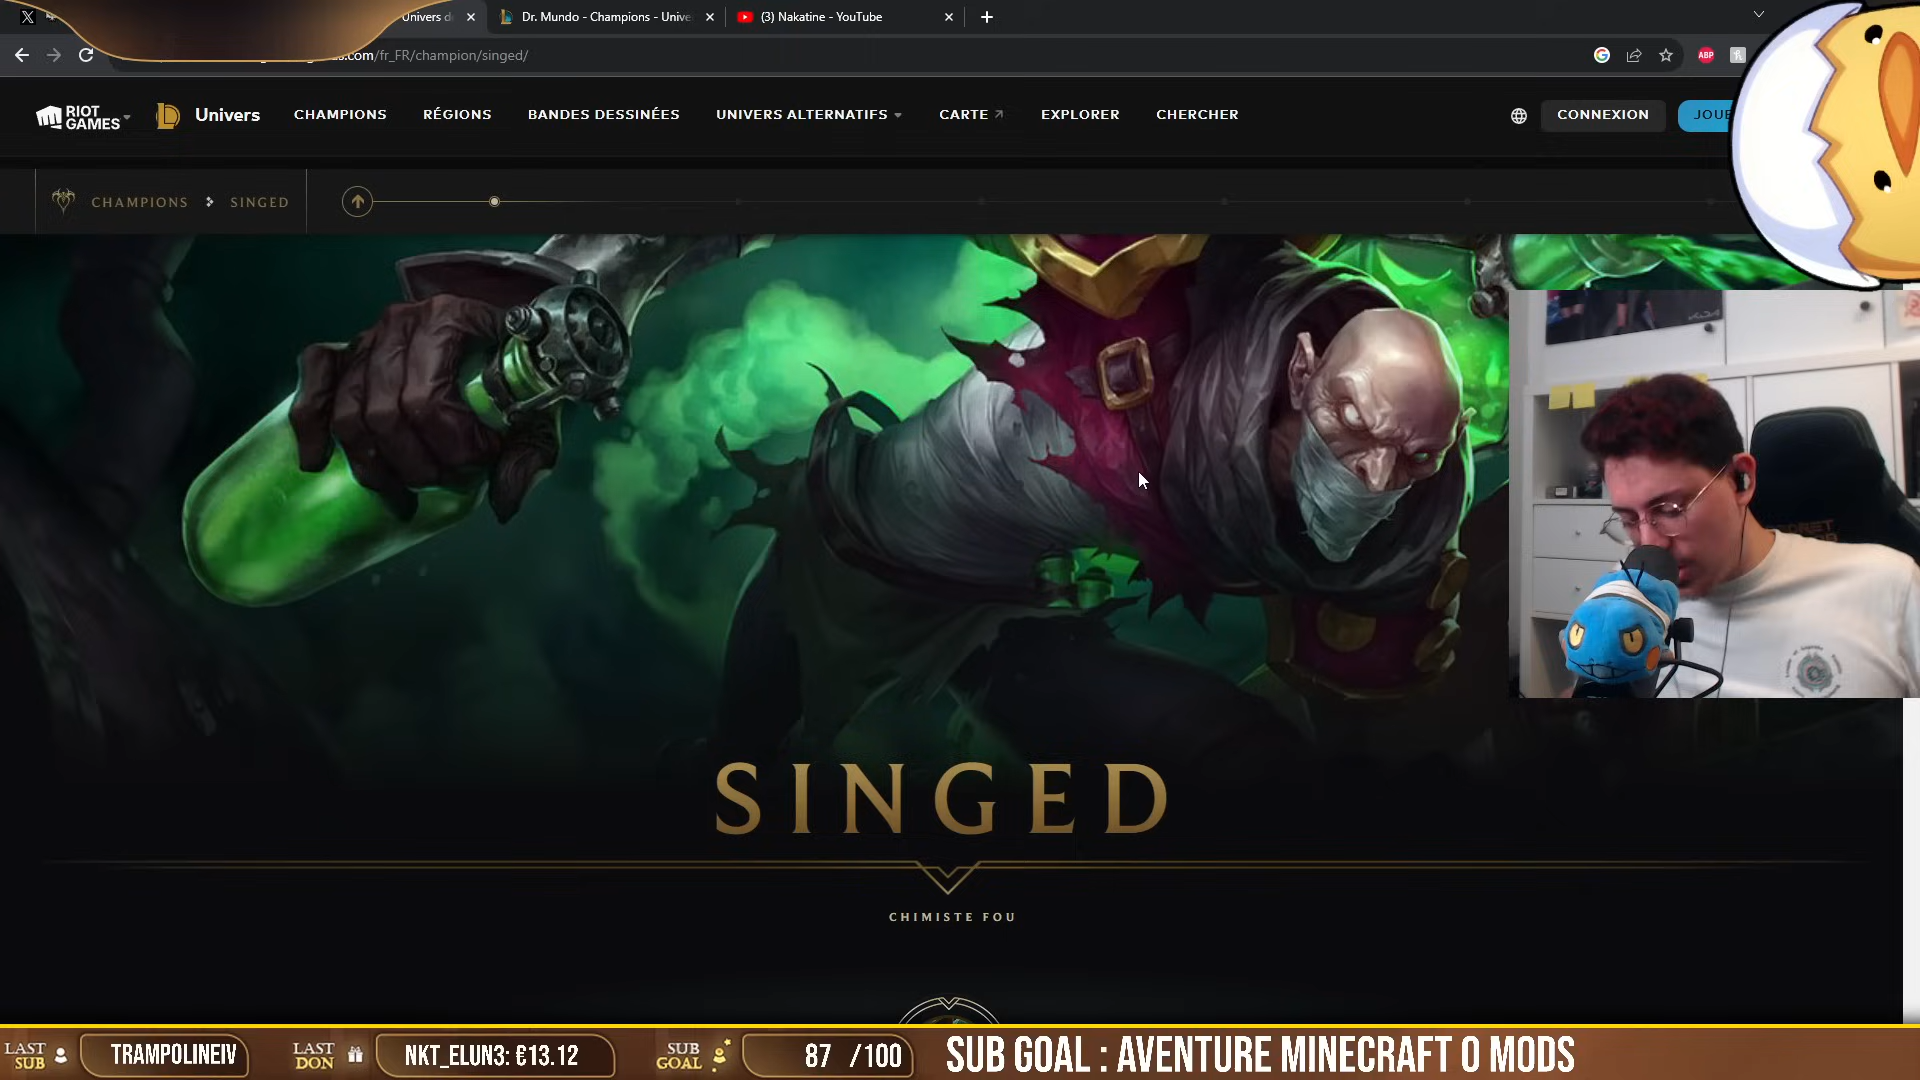 Univers d
Dr. Mundo - Champions - Unive
(3) Nakatine - YouTube
.com/fr_FR/champion/singed/
ABP
RIOT GAMES
Univers
CHAMPIONS
RÉGIONS
BANDES DESSINÉES
UNIVERS ALTERNATIFS
CARTE
EXPLORER
CHERCHER
CONNEXION
JOUE
CHAMPIONS
SINGED
SINGED
CHIMISTE FOU
LAST SUB
TRAMPOLINEIV
LAST DON
NKT_ELUN3: €13.12
SUB GOAL
87 /100
SUB GOAL : AVENTURE MINECRAFT 0 MODS